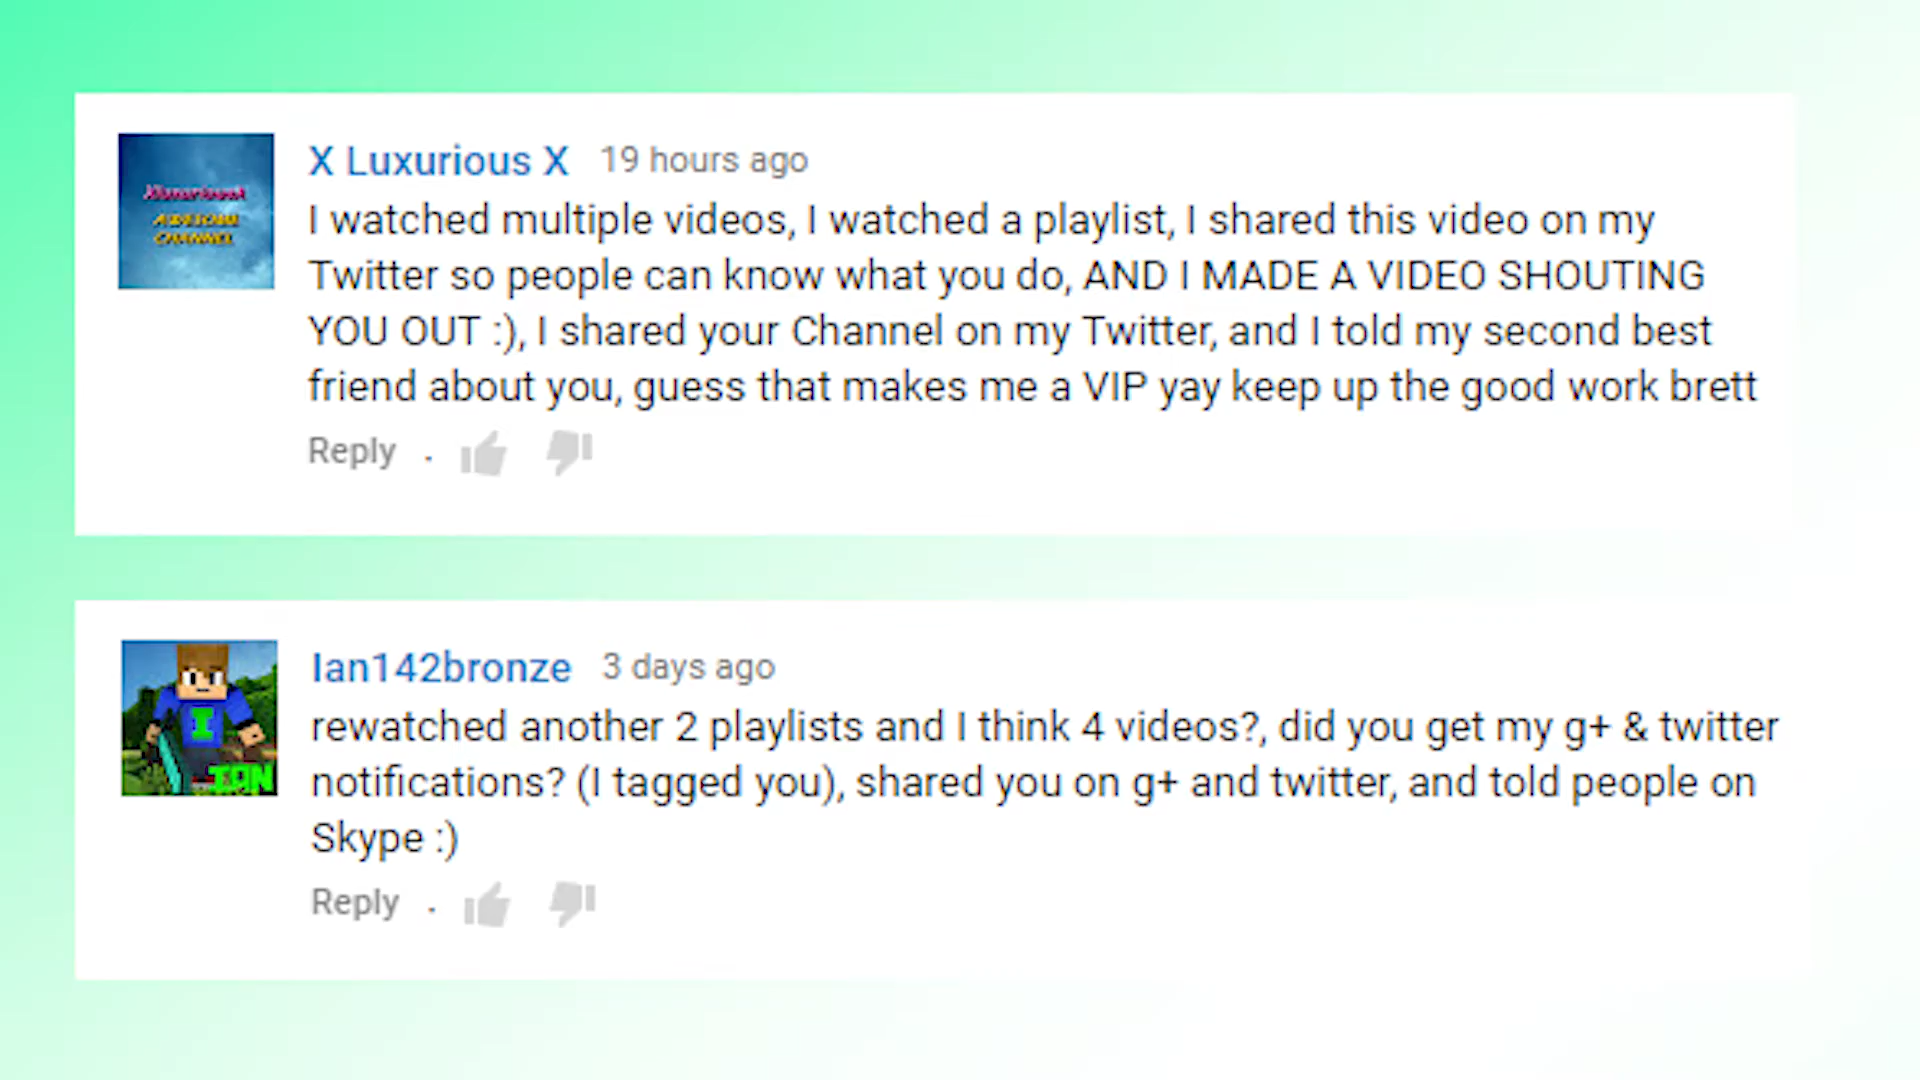 X Luxurious X 19 hours ago
I watched multiple videos, I watched a playlist, I shared this video on my
Twitter so people can know what you do, AND I MADE A VIDEO SHOUTING
YOU OUT :), I shared your Channel on my Twitter, and I told my second best
friend about you, guess that makes me a VIP yay keep up the good work brett
Reply .
AWESOME
CHANNEL
Ian142bronze 3 days ago
rewatched another 2 playlists and I think 4 videos?, did you get my g+ & twitter
notifications? (I tagged you), shared you on g+ and twitter, and told people on
Skype :)
Reply .
I
IAN